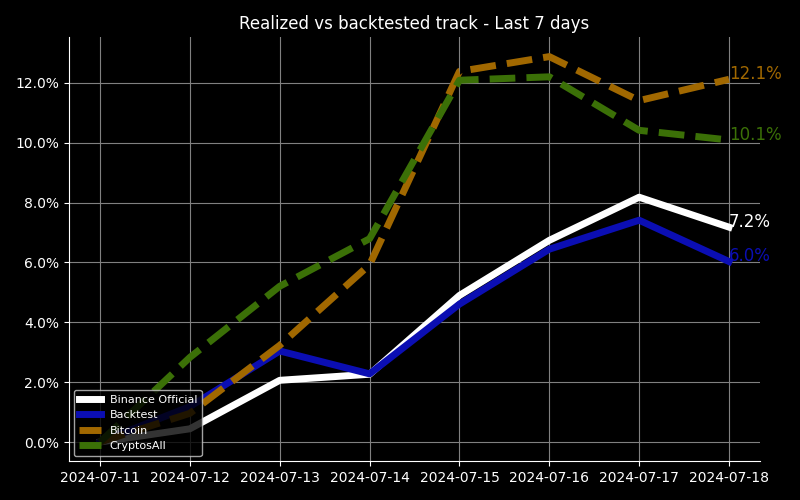 Realized vs backtested track - Last 7 days
12.0%
10.0%
8.0%
6.0%
4.0%
2.0%
0.0%
12.1%
10.1%
7.2%
6.0%
Binance Official
Backtest
Bitcoin
CryptosAll
2024-07-11 2024-07-12 2024-07-13 2024-07-14 2024-07-15 2024-07-16 2024-07-17 2024-07-18